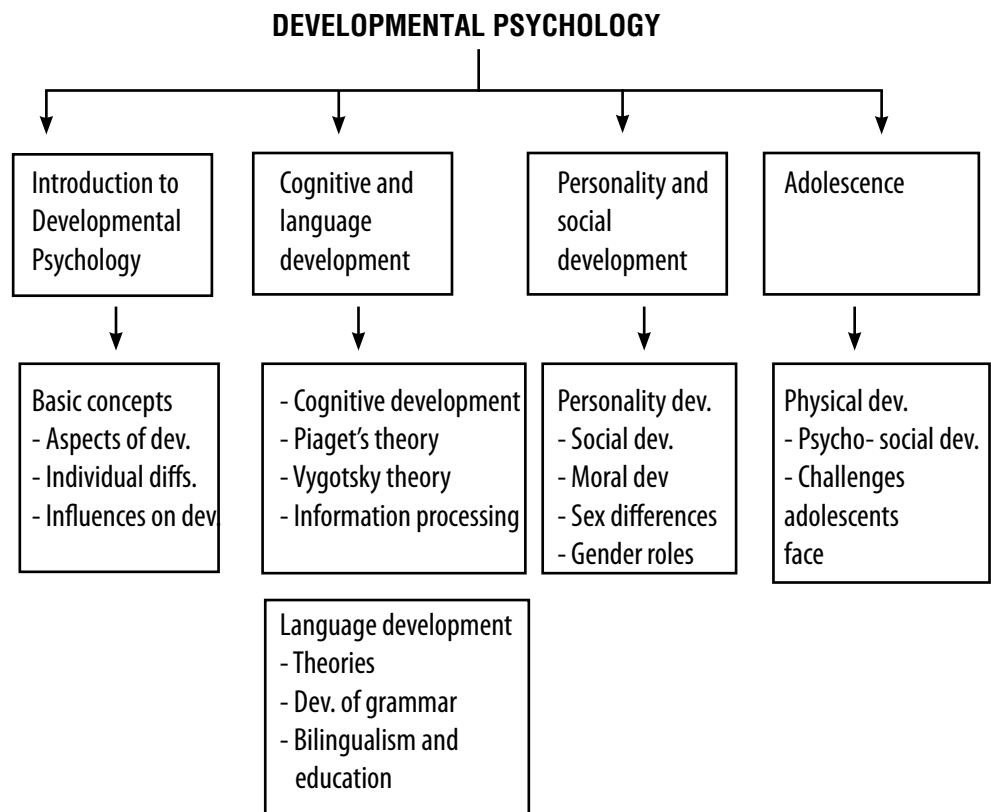 DEVELOPMENTAL PSYCHOLOGY
Introduction to
Developmental
Psychology
Cognitive and
language
development
Personality and
social
development
Adolescence
Basic concepts
- Aspects of dev.
- Individual diffs.
- Influences on dev.
- Cognitive development
- Piaget's theory
- Vygotsky theory
- Information processing
Personality dev.
- Social dev.
- Moral dev
- Sex differences
- Gender roles
Physical dev.
- Psycho- social dev.
- Challenges
adolescents
face
Language development
- Theories
- Dev. of grammar
- Bilingualism and
education